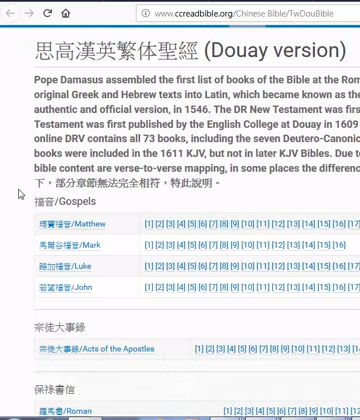 www.ccreadbible.org/Chinese Bible/TwDouBible
思高漢英繁体聖經 (Douay version)
Pope Damasus assembled the first list of books of the Bible at the Rom
original Greek and Hebrew texts into Latin, which became known as the
authentic and official version, in 1546. The DR New Testament was firs
Testament was first published by the English College at Douay in 1609
online DRV contains all 73 books, including the seven Deutero-Canonic
books were included in the 1611 KJV, but not in later KJV Bibles. Due to
bible content are verse-to-verse mapping, in some places the differenc
下，部分章節無法完全相符，特此說明 -
福音/Gospels
瑪竇福音/Matthew [1] [2] [3] [4] [5] [6] [7] [8] [9] [10] [11] [12] [13] [14] [15] [16] [17]
馬爾谷福音/Mark [1] [2] [3] [4] [5] [6] [7] [8] [9] [10] [11] [12] [13] [14] [15] [16]
路加福音/Luke [1] [2] [3] [4] [5] [6] [7] [8] [9] [10] [11] [12] [13] [14] [15] [16] [17]
若望福音/John [1] [2] [3] [4] [5] [6] [7] [8] [9] [10] [11] [12] [13] [14] [15] [16] [17]
宗徒大事錄
宗徒大事錄/Acts of the Apostles [1] [2] [3] [4] [5] [6] [7] [8] [9] [10] [11] [12] [13] [14
保祿書信
羅馬書/Roman [1] [2] [3] [4] [5] [6] [7] [8] [9] [10] [11] [12